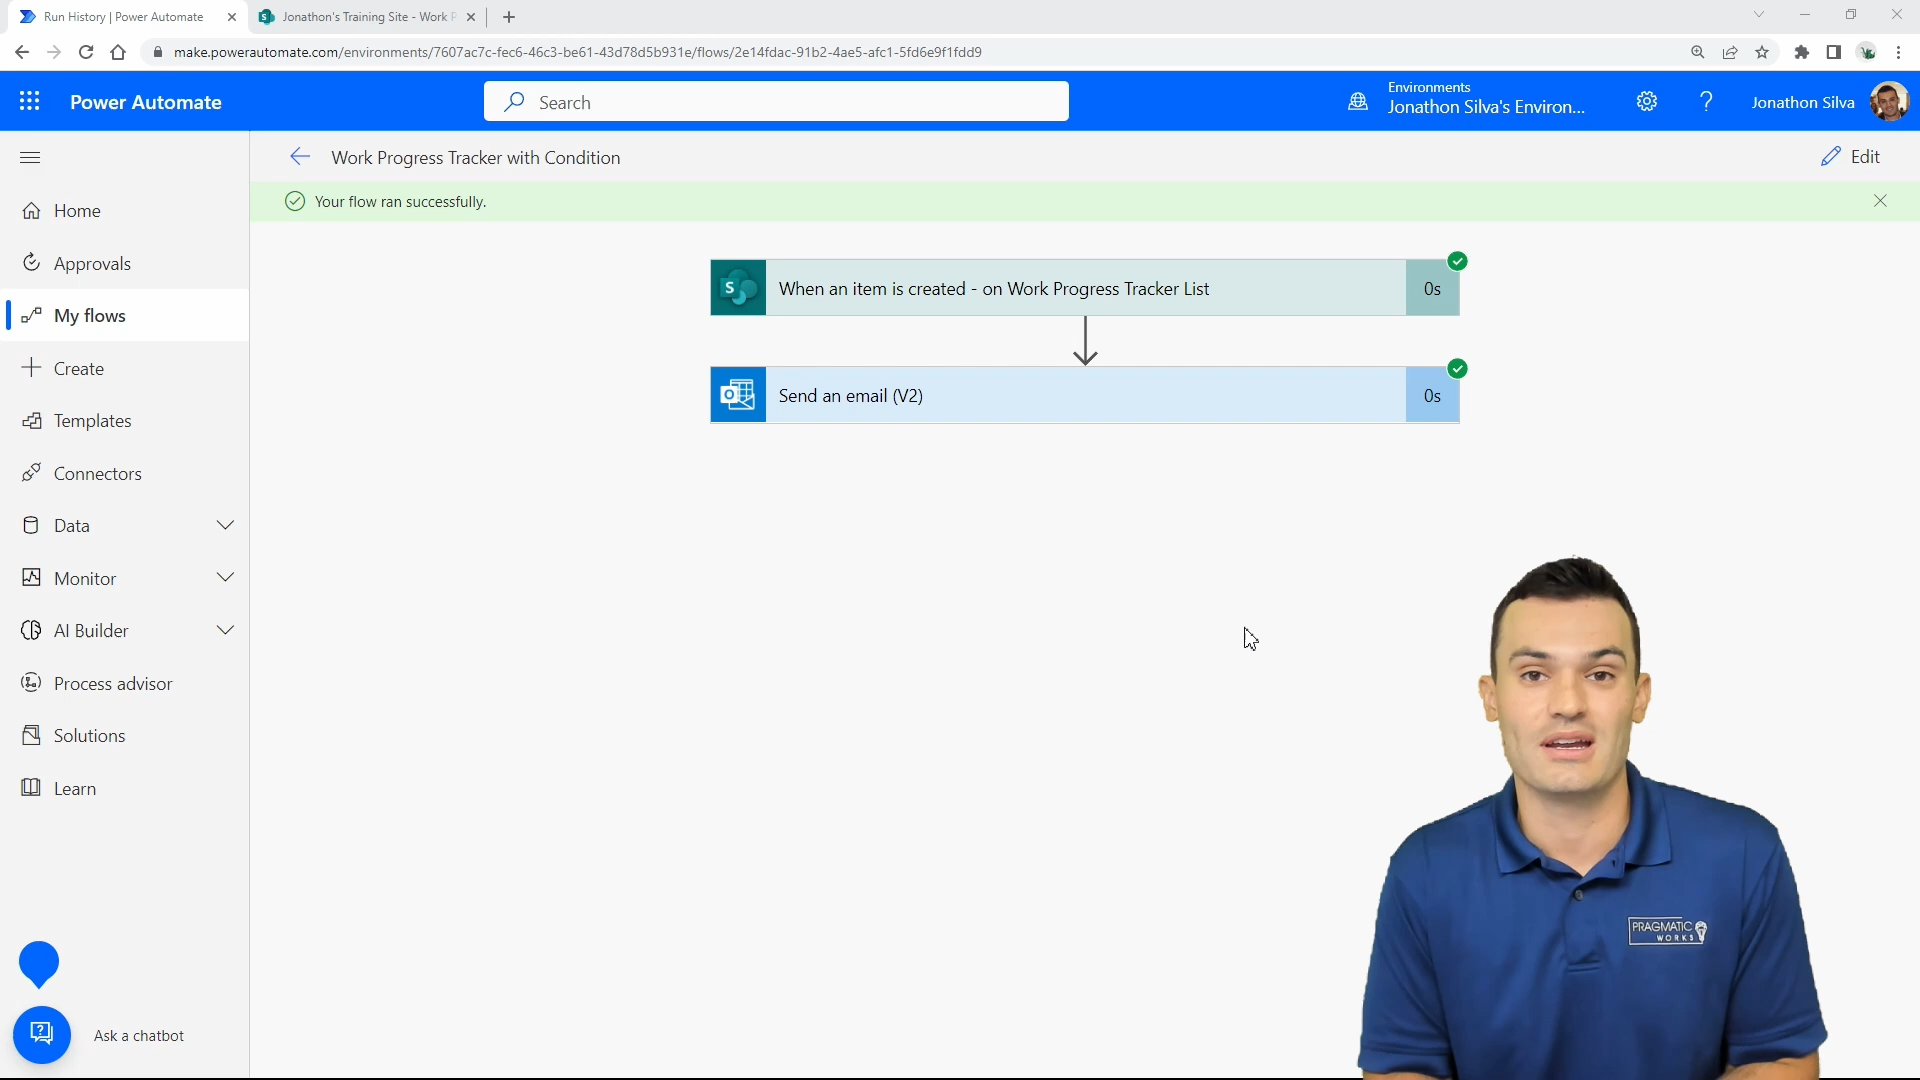 Run History | Power Automate
Jonathon's Training Site - Work P
make.powerautomate.com/environments/7607ac7c-fec6-46c3-be61-43d78d5b931e/flows/2e14fdac-91b2-4ae5-afc1-5fd6e9f1fdd9
Power Automate
Search
Environments
Jonathon Silva's Environ...
Jonathon Silva
Work Progress Tracker with Condition
Edit
Your flow ran successfully.
Home
Approvals
My flows
Create
Templates
Connectors
Data
Monitor
AI Builder
Process advisor
Solutions
Learn
Ask a chatbot
When an item is created - on Work Progress Tracker List
0s
Send an email (V2)
0s
PRAGMATIC
WORKS